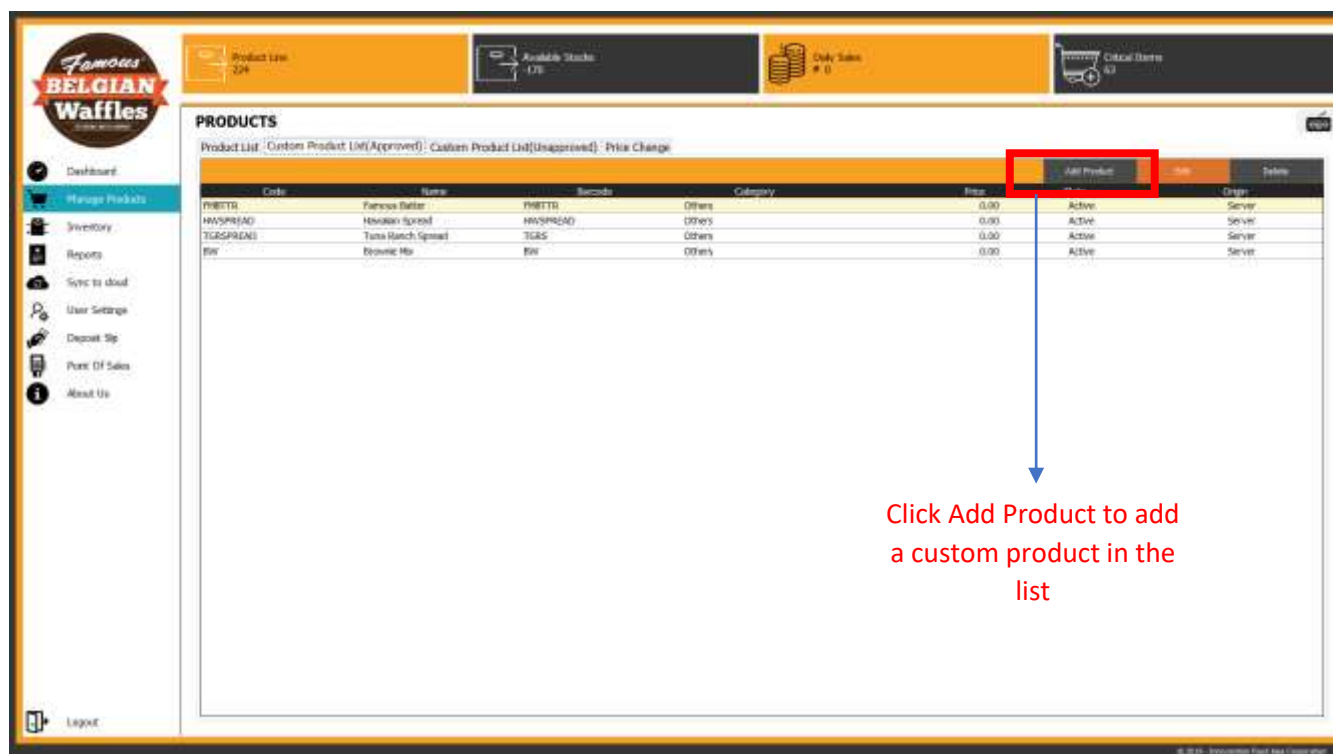 Famous
BELGIAN
Waffles
Product Line
224
Available Stocks
-178
Daily Sales
# 0
Critical Items
63
PRODUCTS
Product List Custom Product List(Approved) Custom Product List(Unapproved) Price Change
Add Product Edit Delete
Code Name Barcode Category Price Origin
FMBTTR Famous Batter FMBTTR Others 0.00 Active Server
HWSPREAD Hawaiian Spread HWSPREAD Others 0.00 Active Server
TGRSPREAD Tuna Ranch Spread TGRS Others 0.00 Active Server
BW Brownie Mix BW Others 0.00 Active Server
Dashboard
Manage Products
Inventory
Reports
Sync to cloud
User Settings
Deposit Slip
Point Of Sales
About Us
Logout
Click Add Product to add
a custom product in the
list